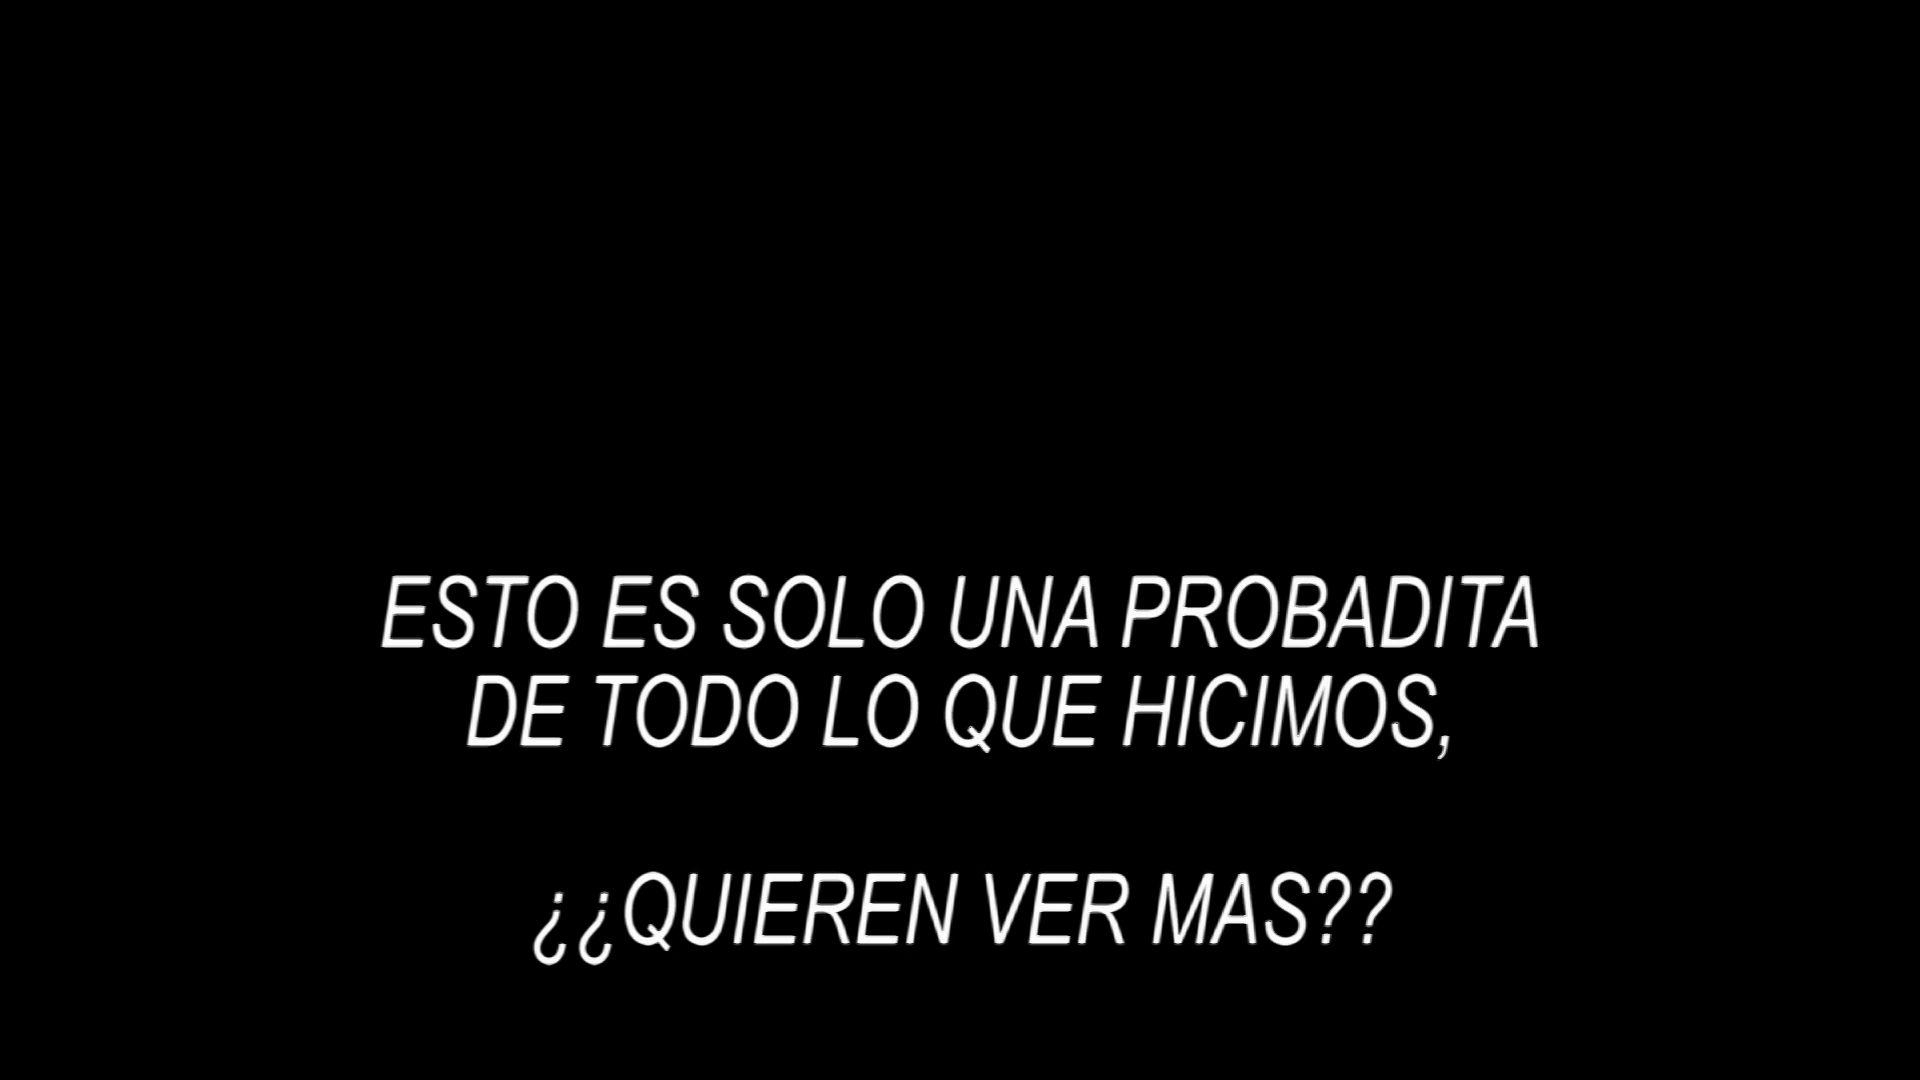 ESTO ES SOLO UNA PROBADITA
DE TODO LO QUE HICIMOS,
¿¿QUIEREN VER MAS??